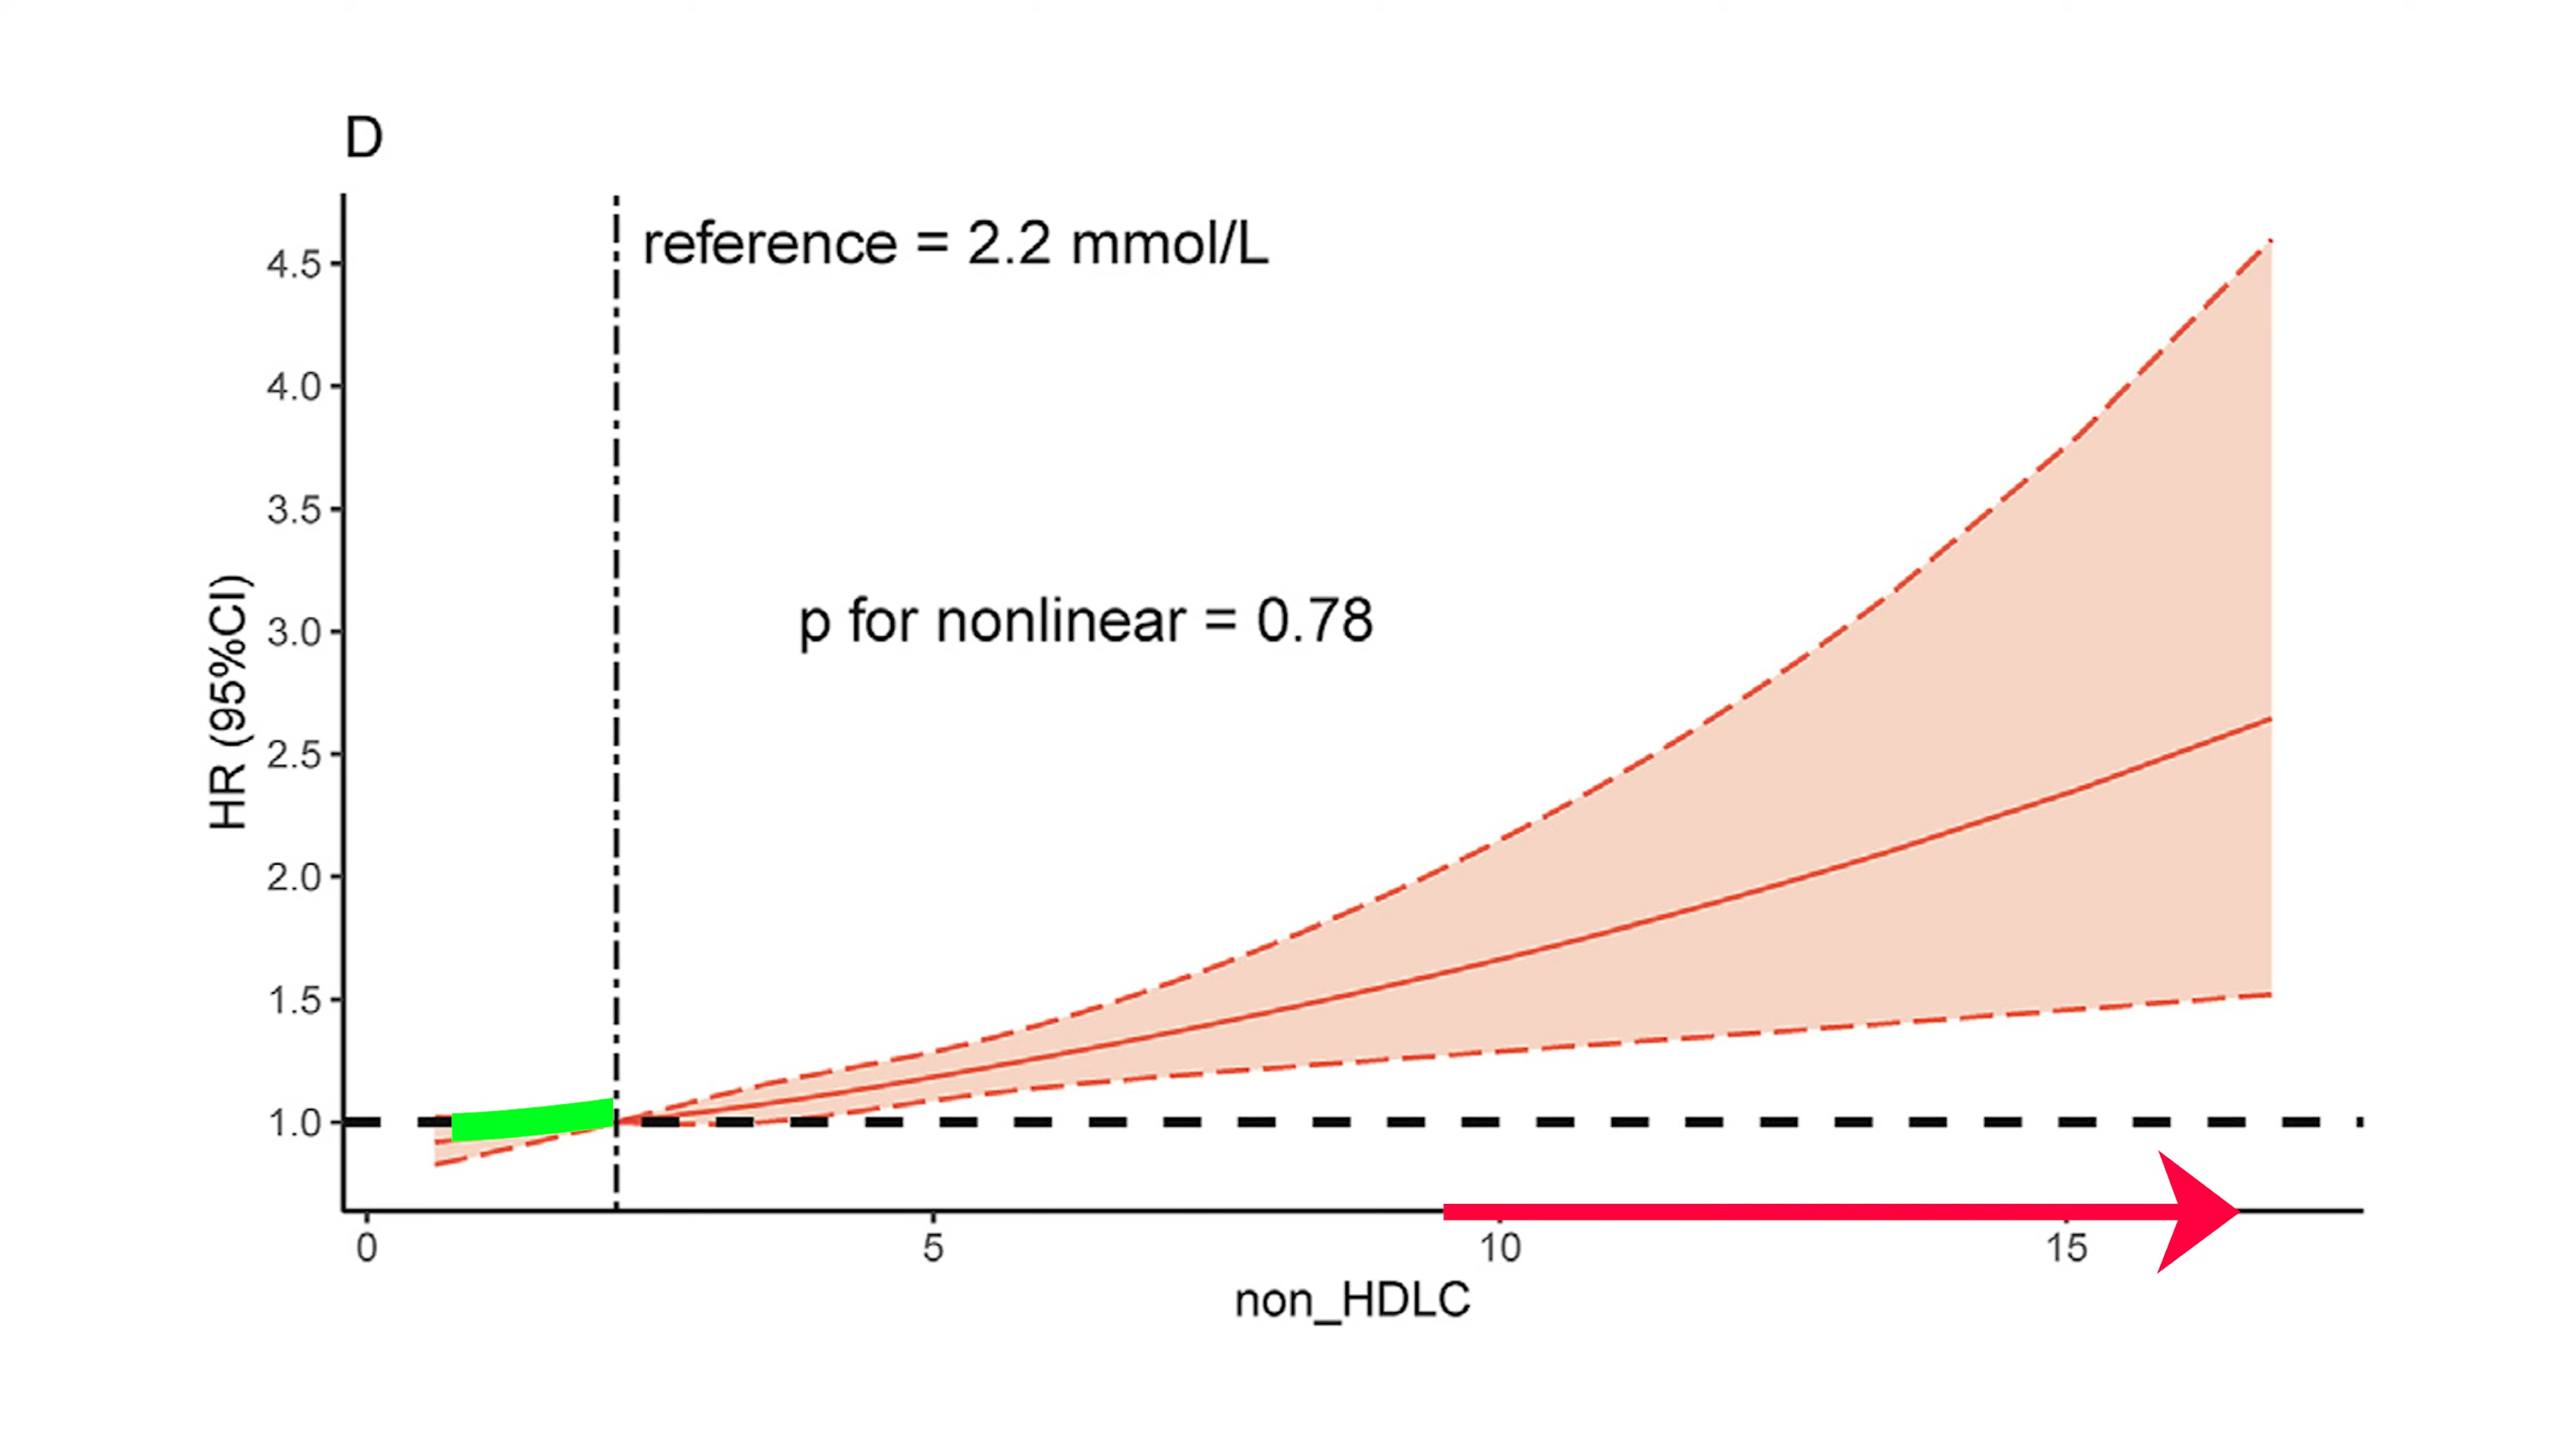 D
reference = 2.2 mmol/L
p for nonlinear = 0.78
HR (95%CI)
4.5
4.0
3.5
3.0
2.5
2.0
1.5
1.0
0
5
10
15
non_HDLC